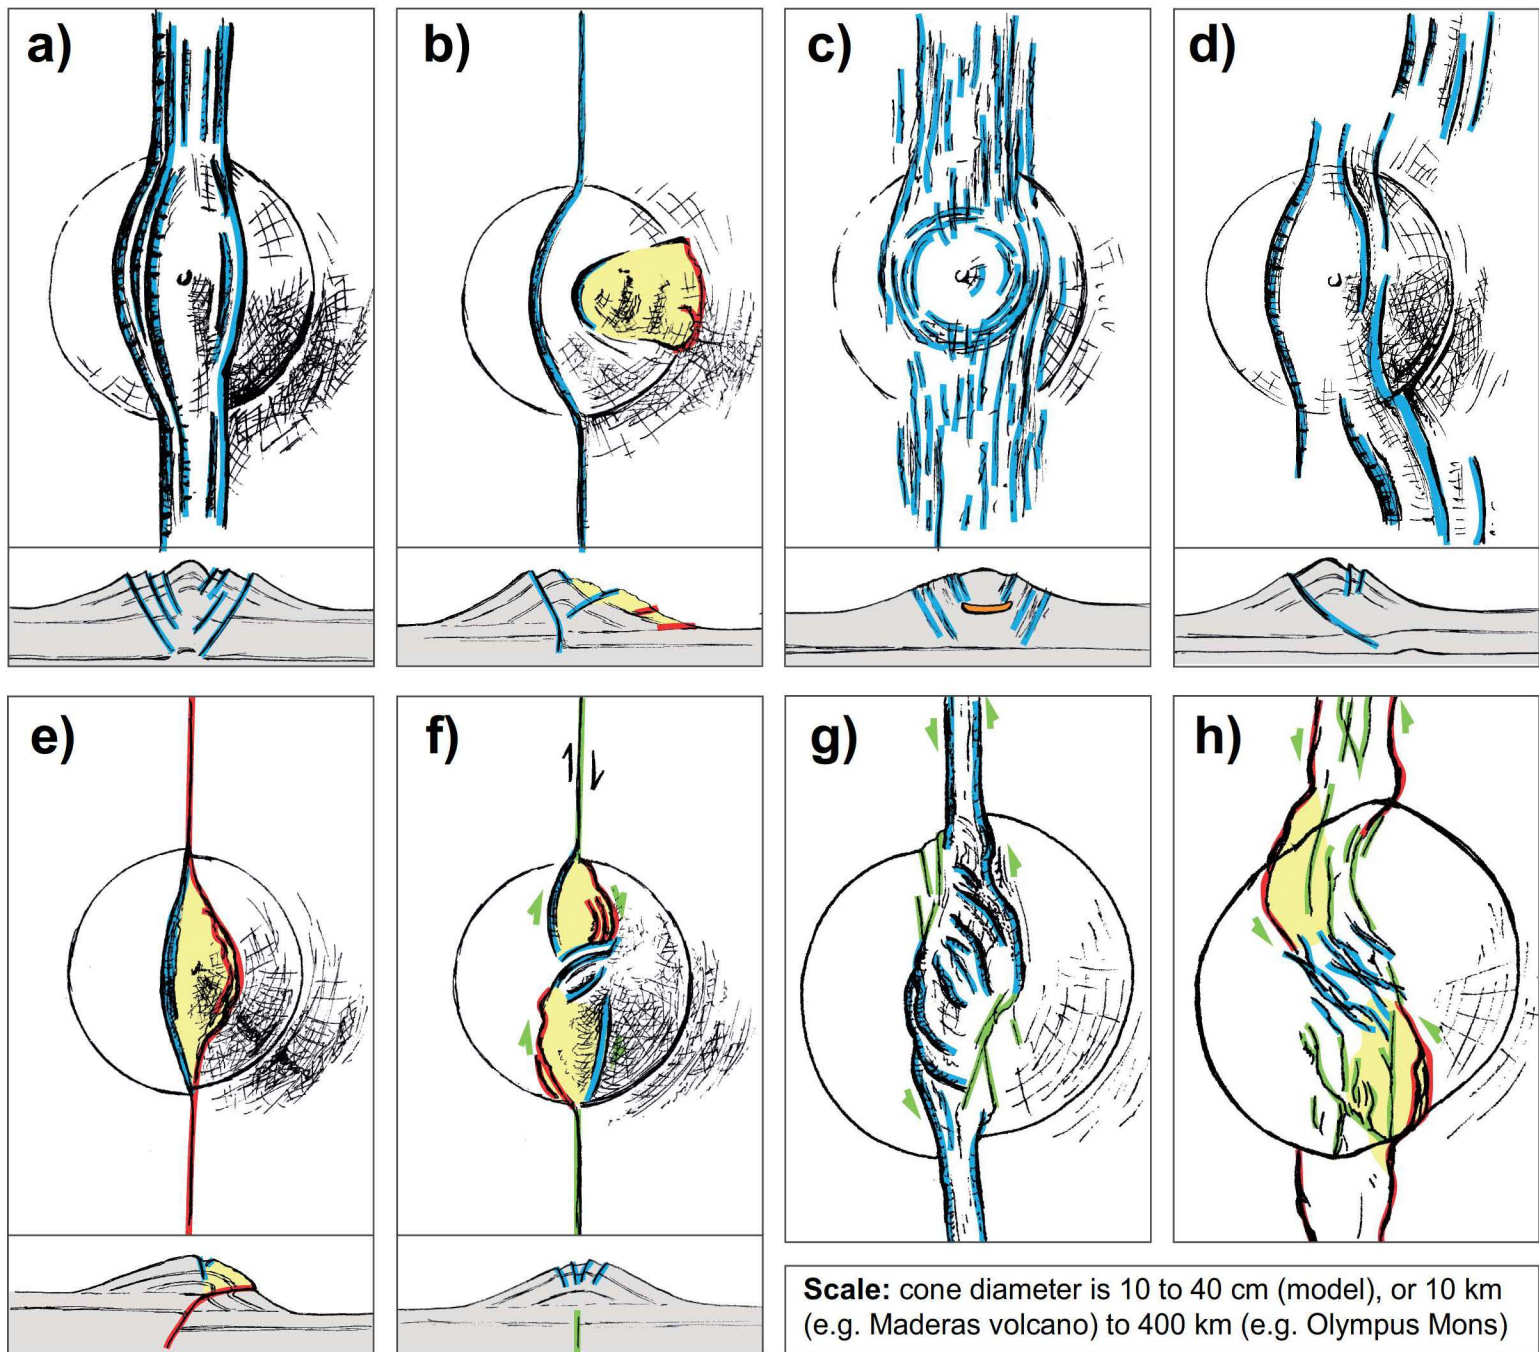 a)
b)
c)
d)
e)
f)
g)
h)
Scale: cone diameter is 10 to 40 cm (model), or 10 km
(e.g. Maderas volcano) to 400 km (e.g. Olympus Mons)